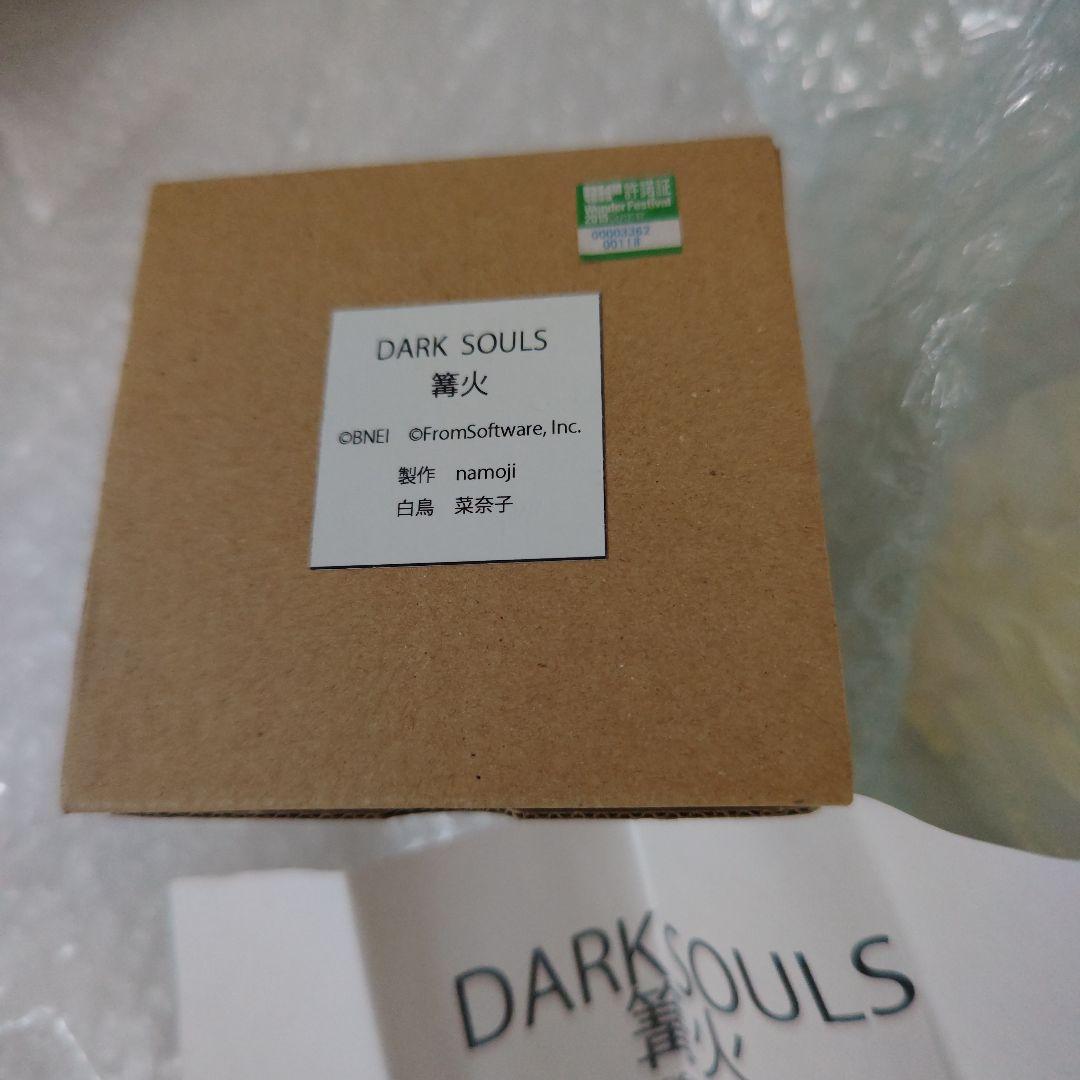 許諾証
Wonder Festival
2015
00003362
00118
DARK SOULS
篝火
©BNEI ©FromSoftware, Inc.
製作 namoji
白鳥 菜奈子
DARK SOULS
篝火